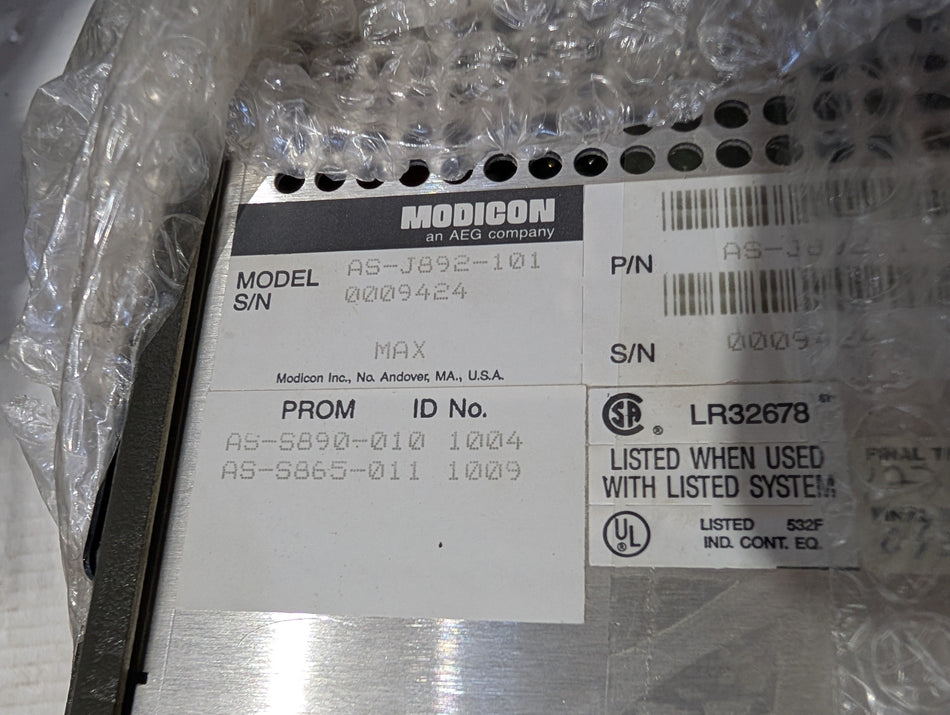 MODICON
an AEG company
MODEL AS-J892-101
S/N 0009424
MAX
Modicon Inc., No. Andover, MA., U.S.A.
PROM ID No.
AS-S890-010 1004
AS-S865-011 1009
P/N
S/N
SA ®
LR32678
LISTED WHEN USED
WITH LISTED SYSTEM
UL ®
LISTED 532F
IND. CONT. EQ.